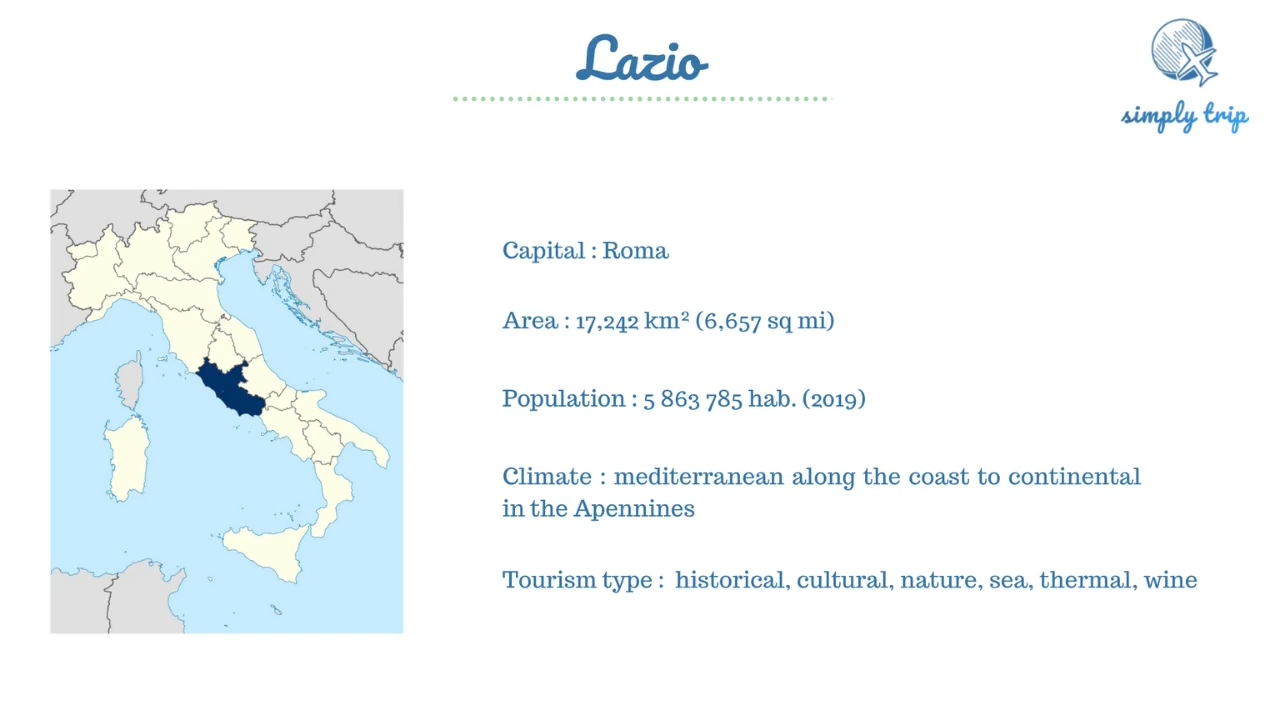 Lazio
simply trip
Capital : Roma
Area : 17,242 km² (6,657 sq mi)
Population : 5 863 785 hab. (2019)
Climate : mediterranean along the coast to continental
in the Apennines
Tourism type : historical, cultural, nature, sea, thermal, wine